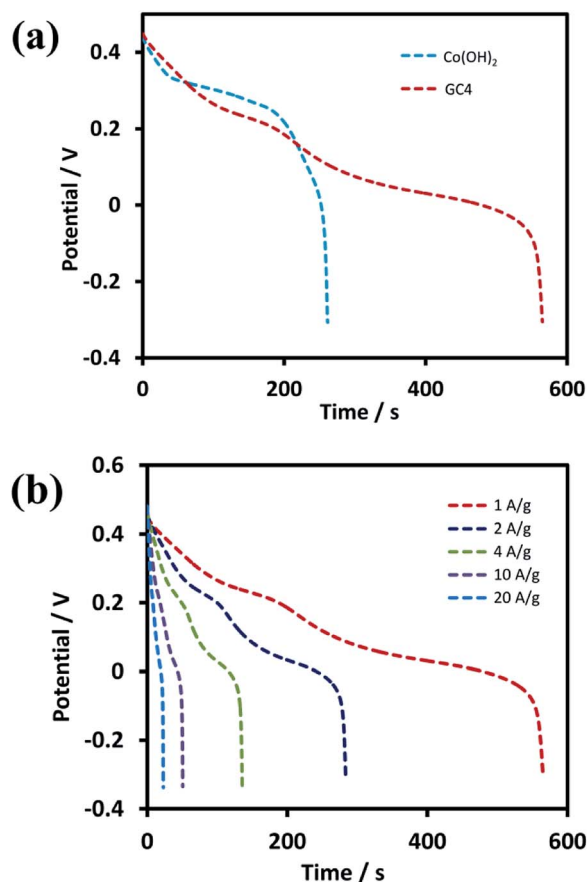 (a)
0.4
0.2
0
-0.2
-0.4
Potential / V
Co(OH)₂
GC4
0
200
400
600
Time / s
(b)
0.6
0.4
0.2
0
-0.2
-0.4
Potential / V
1 A/g
2 A/g
4 A/g
10 A/g
20 A/g
0
200
400
600
Time / s